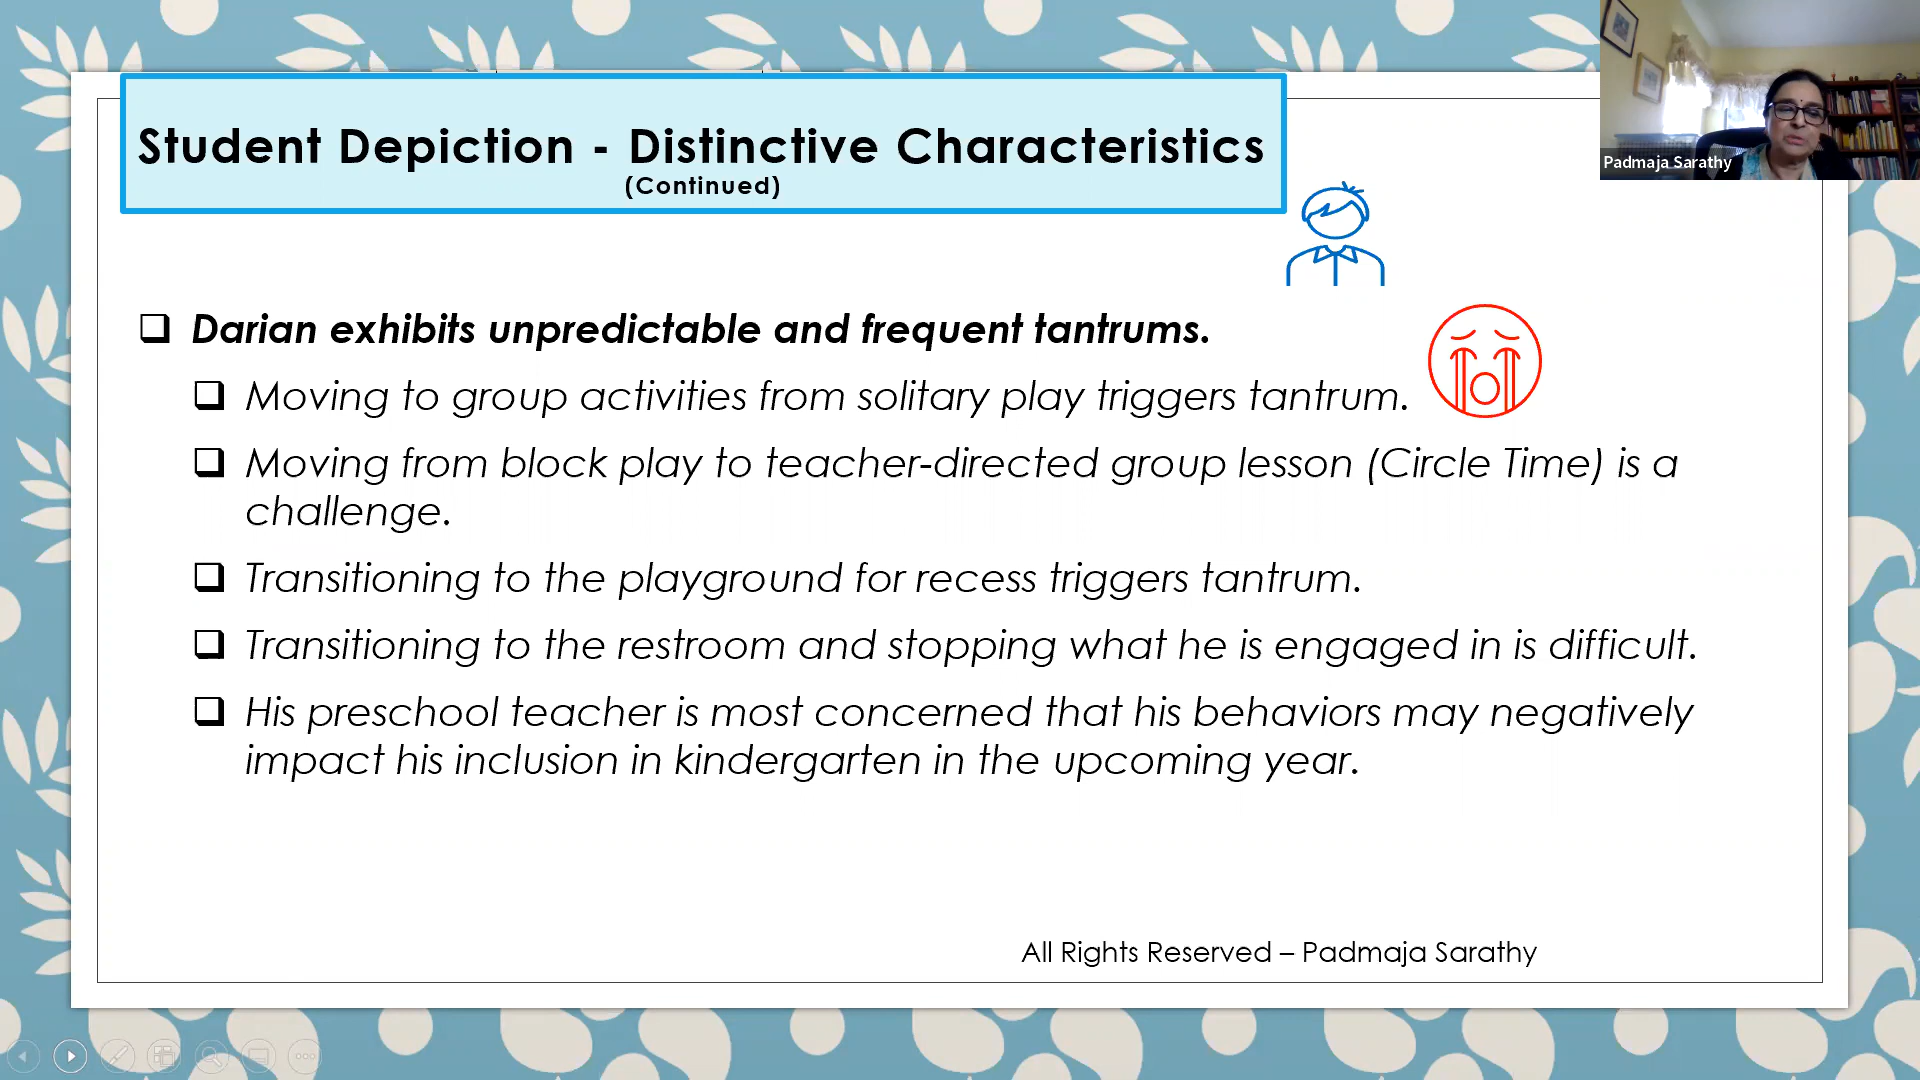 Student Depiction - Distinctive Characteristics
(Continued)
Padmaja Sarathy
Darian exhibits unpredictable and frequent tantrums.
Moving to group activities from solitary play triggers tantrum.
Moving from block play to teacher-directed group lesson (Circle Time) is a
challenge.
Transitioning to the playground for recess triggers tantrum.
Transitioning to the restroom and stopping what he is engaged in is difficult.
His preschool teacher is most concerned that his behaviors may negatively
impact his inclusion in kindergarten in the upcoming year.
All Rights Reserved – Padmaja Sarathy